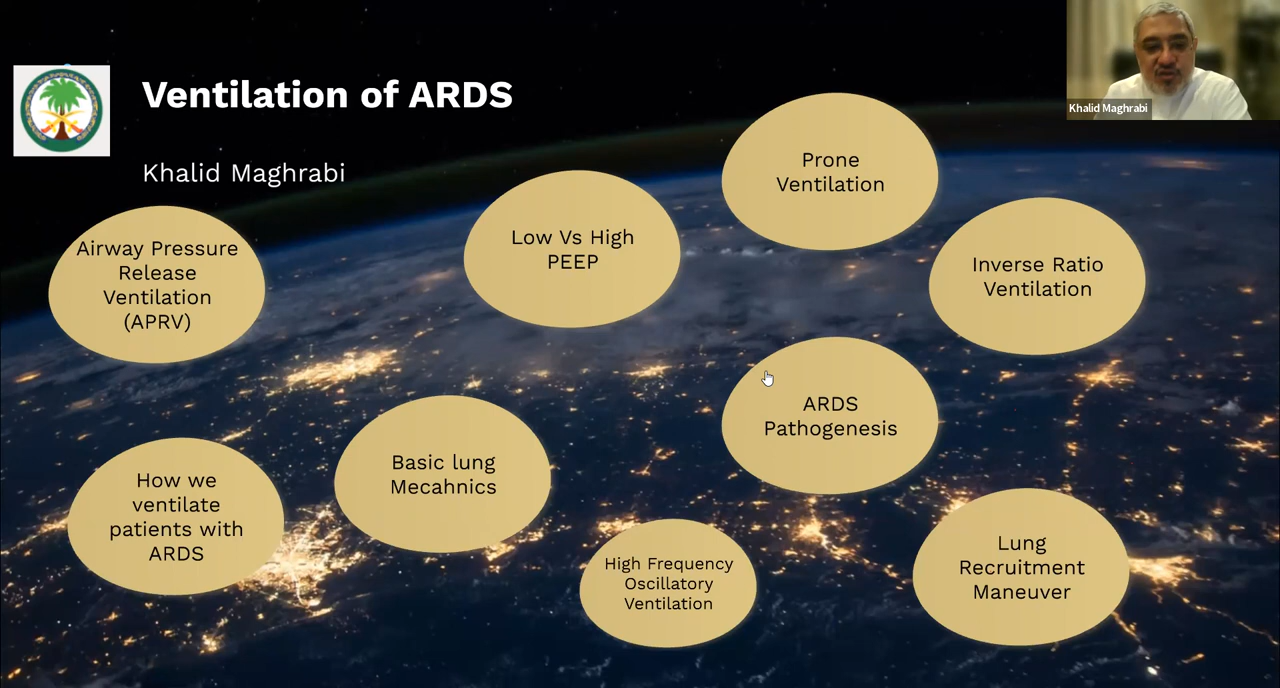 Ventilation of ARDS
Khalid Maghrabi
Khalid Maghrabi
Airway Pressure
Release
Ventilation
(APRV)
Low Vs High
PEEP
Prone
Ventilation
Inverse Ratio
Ventilation
How we
ventilate
patients with
ARDS
Basic lung
Mecahnics
ARDS
Pathogenesis
High Frequency
Oscillatory
Ventilation
Lung
Recruitment
Maneuver